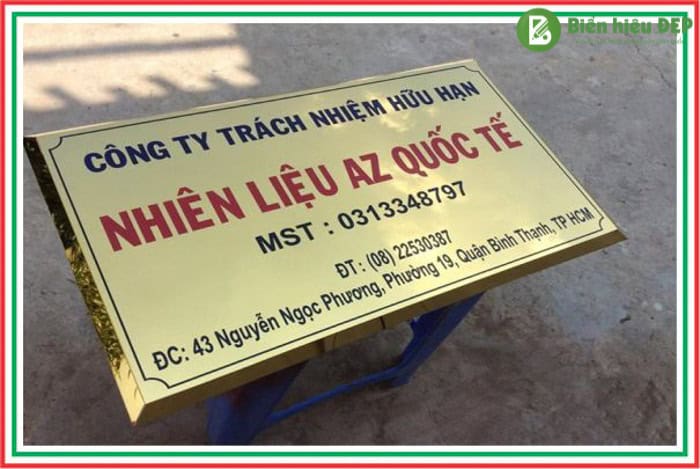 Biển hiệu ĐẸP
CÔNG TY TRÁCH NHIỆM HỮU HẠN
NHIÊN LIỆU AZ QUỐC TẾ
MST : 0313348797
ĐT : (08) 22530387
ĐC: 43 Nguyễn Ngọc Phương, Phường 19, Quận Bình Thạnh, TP HCM